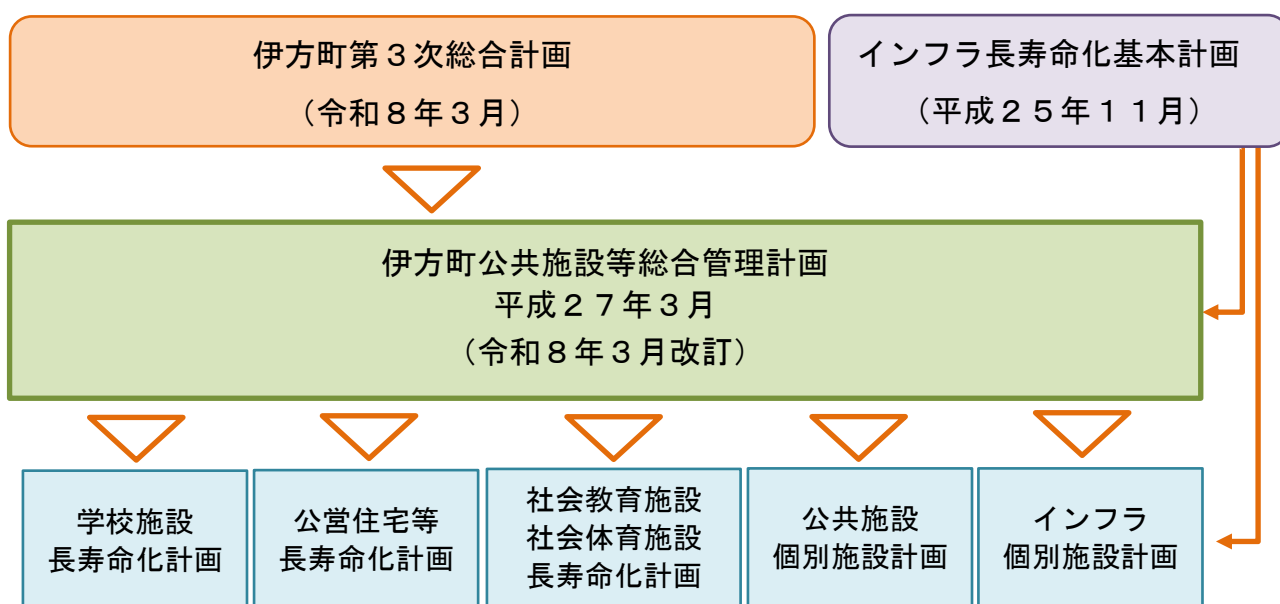 伊方町第３次総合計画
（令和８年３月）
インフラ長寿命化基本計画
（平成２５年１１月）
伊方町公共施設等総合管理計画
平成２７年３月
（令和８年３月改訂）
学校施設
長寿命化計画
公営住宅等
長寿命化計画
社会教育施設
社会体育施設
長寿命化計画
公共施設
個別施設計画
インフラ
個別施設計画